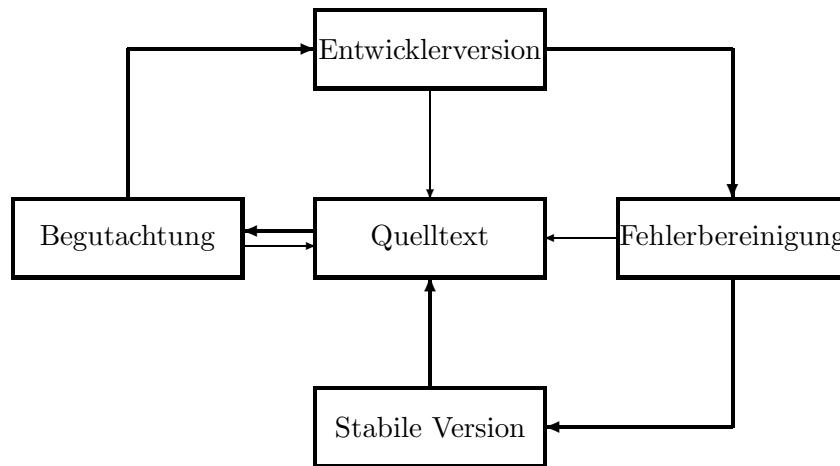 Entwicklerversion
Begutachtung
Quelltext
Fehlerbereinigung
Stabile Version